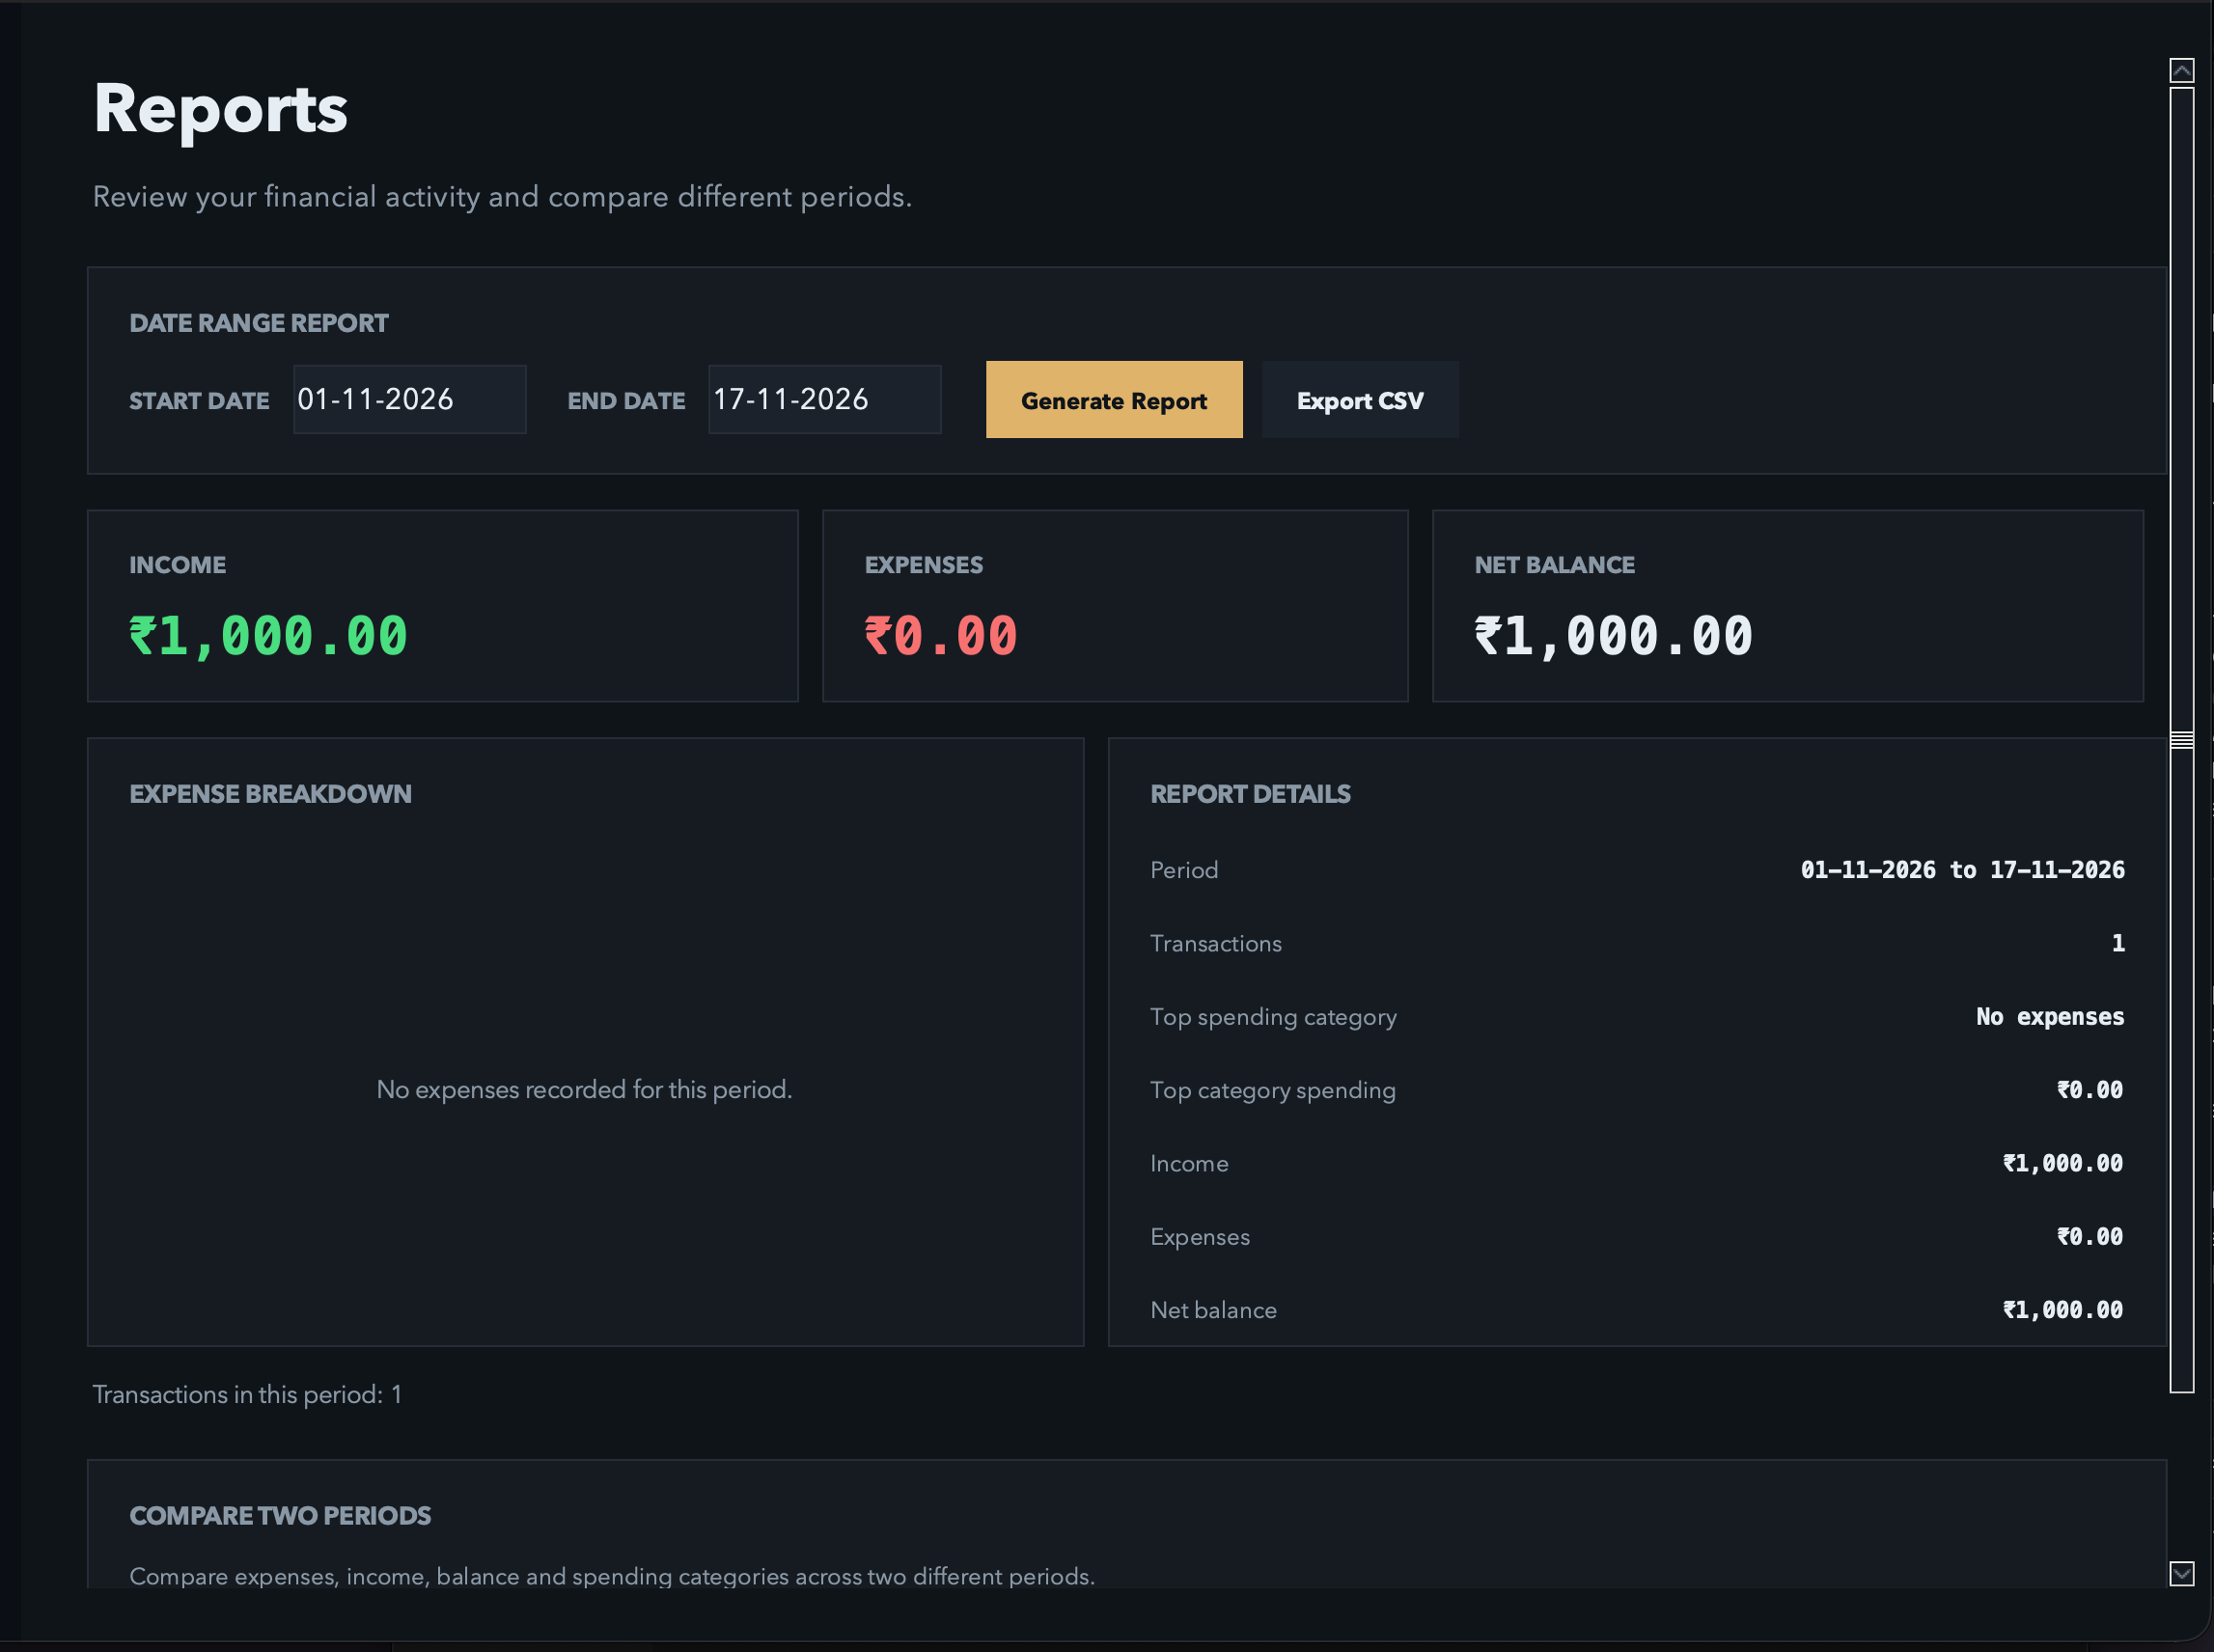 Reports
Review your financial activity and compare different periods.
DATE RANGE REPORT
START DATE 01-11-2026 END DATE 17-11-2026 Generate Report Export CSV
INCOME EXPENSES NET BALANCE
₹1,000.00 ₹0.00 ₹1,000.00
EXPENSE BREAKDOWN
No expenses recorded for this period.
REPORT DETAILS
Period 01-11-2026 to 17-11-2026
Transactions 1
Top spending category No expenses
Top category spending ₹0.00
Income ₹1,000.00
Expenses ₹0.00
Net balance ₹1,000.00
Transactions in this period: 1
COMPARE TWO PERIODS
Compare expenses, income, balance and spending categories across two different periods.